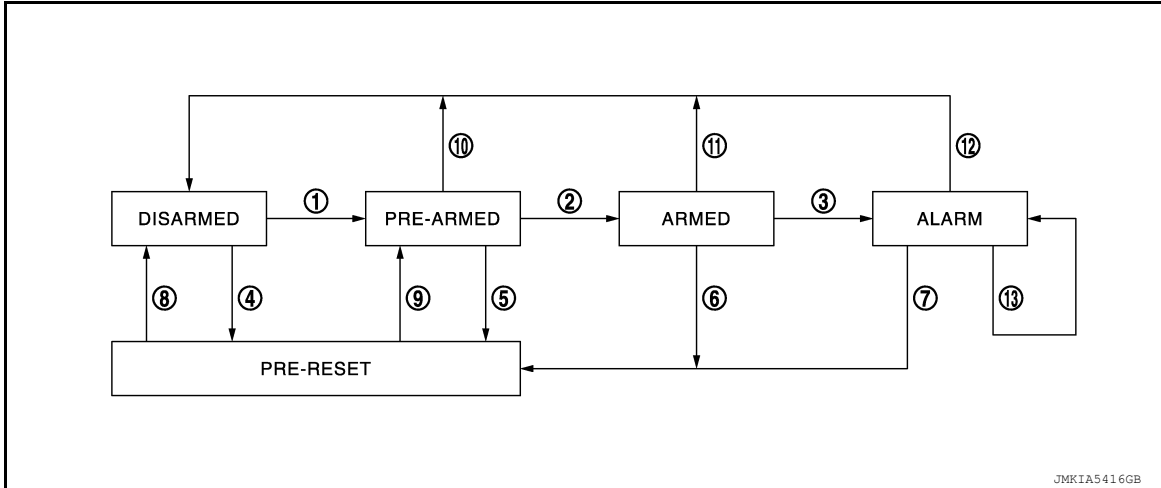 ⑩ ⑪ ⑫
DISARMED ① PRE-ARMED ② ARMED ③ ALARM
⑧ ④ ⑨ ⑤ ⑥ ⑦ ⑬
PRE-RESET
JMKIA5416GB